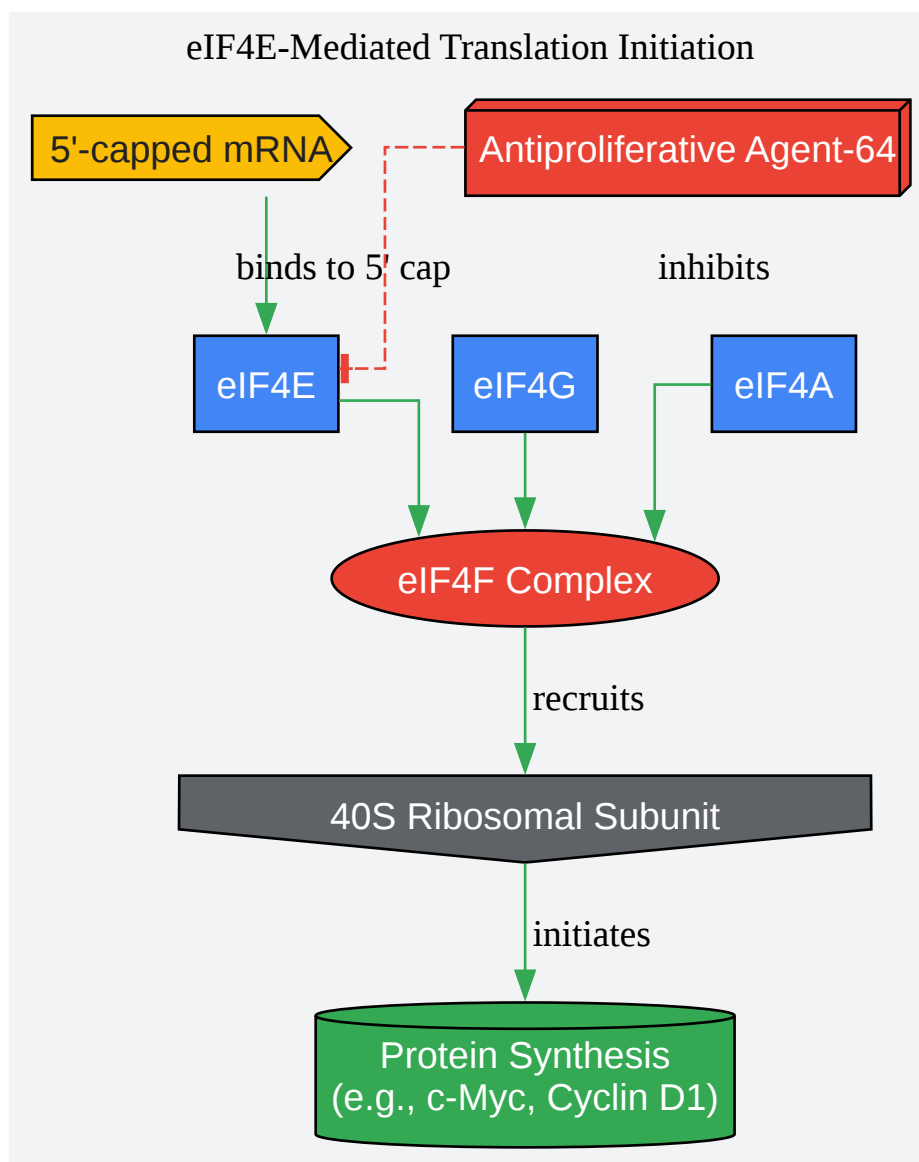 eIF4E-Mediated Translation Initiation
5'-capped mRNA
Antiproliferative Agent-64
binds to 5' cap
inhibits
eIF4E
eIF4G
eIF4A
eIF4F Complex
recruits
40S Ribosomal Subunit
initiates
Protein Synthesis
(e.g., c-Myc, Cyclin D1)